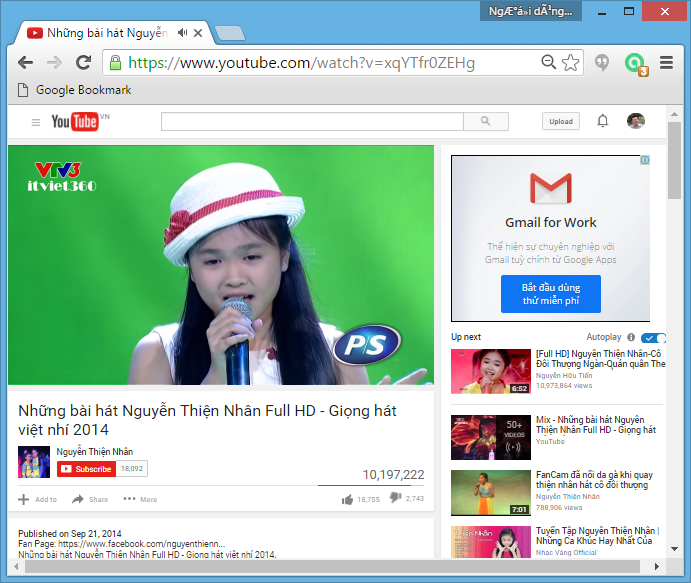 NgÆ°á»i dÃ¹ng...
Những bài hát Nguyễn
https://www.youtube.com/watch?v=xqYTfr0ZEHg
3
Google Bookmark
YouTube VN
Upload
VTV3
itviet360
P/S
Gmail for Work
Thể hiện sự chuyên nghiệp với
Gmail tuỳ chỉnh từ Google Apps
Bắt đầu dùng
thử miễn phí
Up next
Autoplay
[Full HD] Nguyễn Thiện Nhân-Cô
Đôi Thượng Ngàn-Quán quân The
Nguyễn Hữu Tiến
10,973,864 views
6:52
Mix - Những bài hát Nguyễn
Thiện Nhân Full HD - Giọng hát
YouTube
50+
VIDEOS
FanCam đã nổi da gà khi quay
thiện nhân hát cô đôi thượng
Nguyễn Thiện Nhân
788,906 views
7:01
Tuyển Tập Nguyễn Thiện Nhân |
Những Ca Khúc Hay Nhất Của
Nhạc Vàng Official
Thiện Nhân
Những bài hát Nguyễn Thiện Nhân Full HD - Giọng hát
việt nhí 2014
Nguyễn Thiện Nhân
Subscribe 18,092
10,197,222
Add to Share More
18,755 2,743
Published on Sep 21, 2014
Fan Page: https://www.facebook.com/nguyenthienn...
Những bài hát Nguyễn Thiện Nhân Full HD - Giọng hát việt nhí 2014.